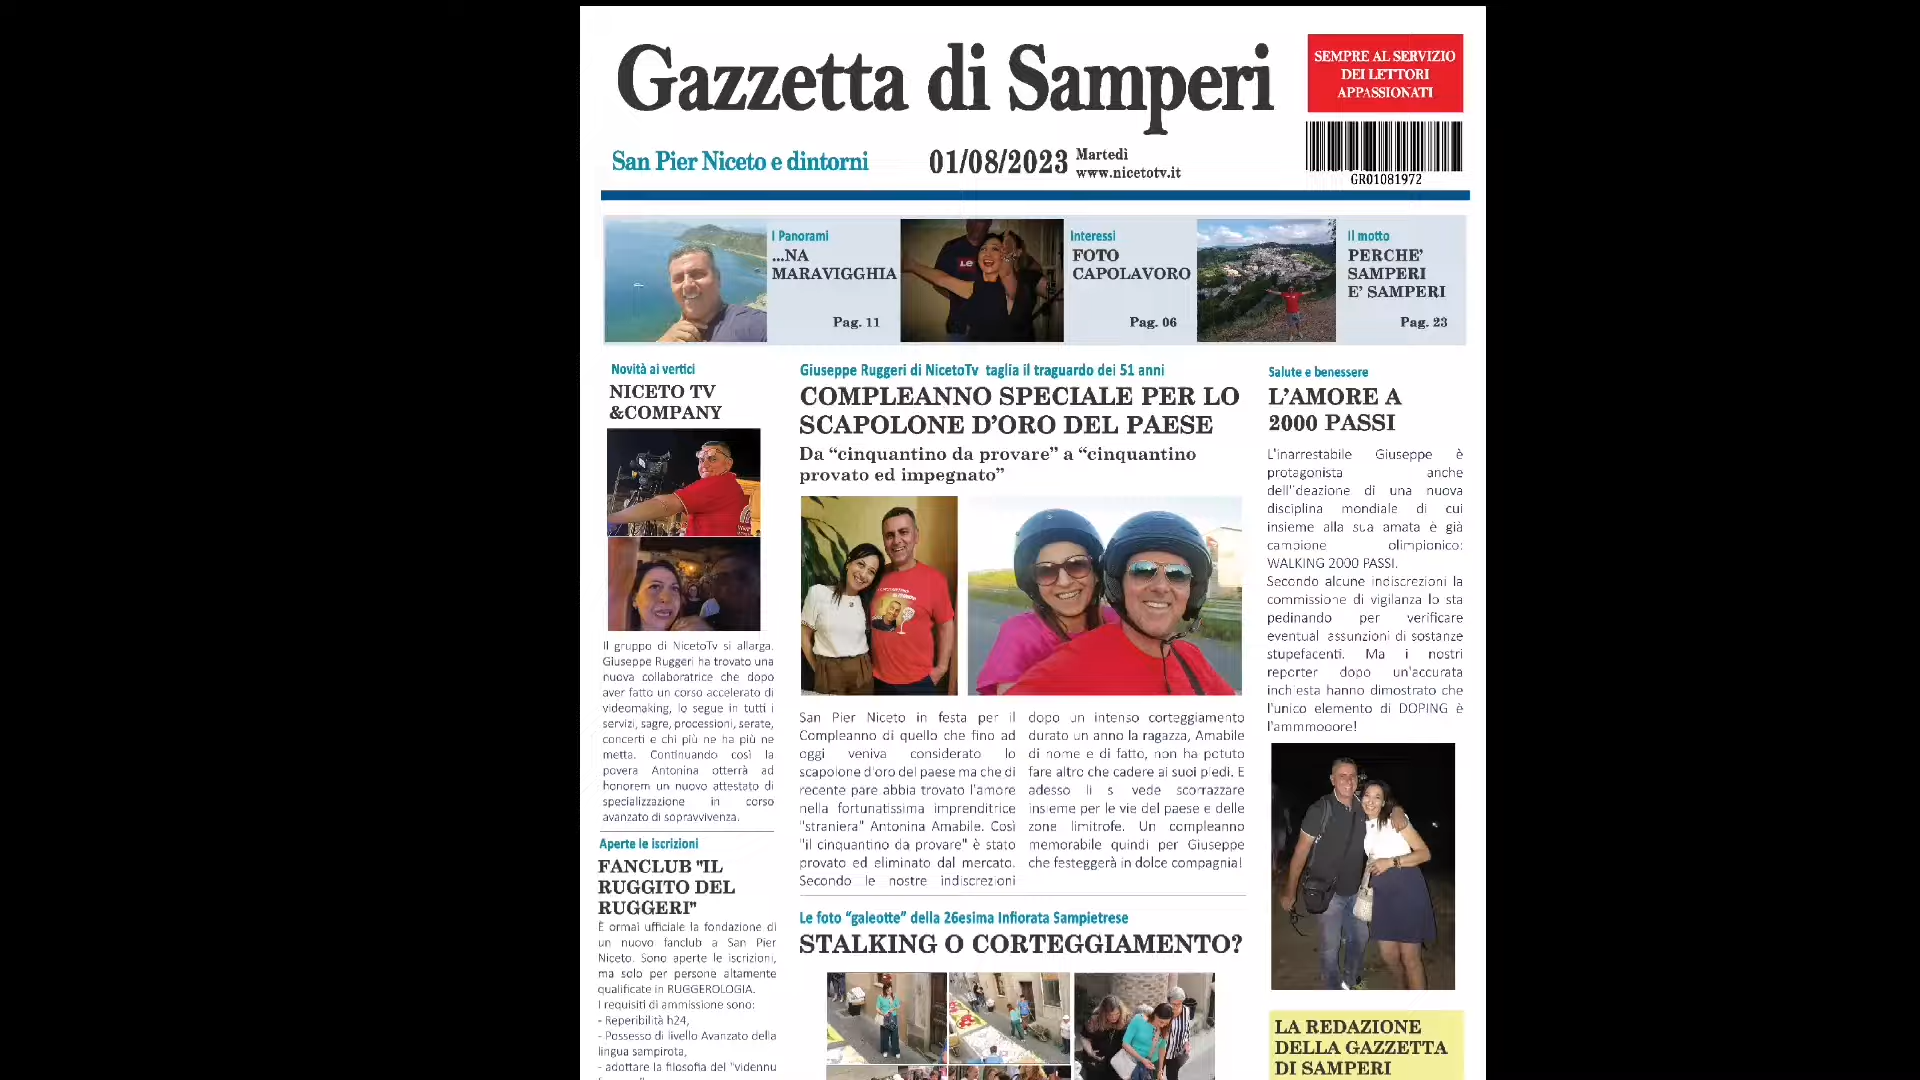 Gazzetta di Samperi
SEMPRE AL SERVIZIO
DEI LETTORI
APPASSIONATI
San Pier Niceto e dintorni
01/08/2023
Martedì
www.nicetotv.it
GR01081972
I Panorami
...NA
MARAVIGGHIA
Pag. 11
Interessi
FOTO
CAPOLAVORO
Pag. 06
Il motto
PERCHE'
SAMPERI
E' SAMPERI
Pag. 23
Novità ai vertici
NICETO TV
&COMPANY
Il gruppo di NicetoTv si allarga.
Giuseppe Ruggeri ha trovato una
nuova collaboratrice che dopo
aver fatto un corso accelerato di
videomaking, lo segue in tutti i
servizi, sagre, processioni, serate,
concerti e chi più ne ha più ne
metta. Continuando così la
povera Antonina otterrà ad
honorem un nuovo attestato di
specializzazione in corso
avanzato di sopravvivenza.
Aperte le iscrizioni
FANCLUB "IL
RUGGITO DEL
RUGGERI"
È ormai ufficiale la fondazione di
un nuovo fanclub a San Pier
Niceto. Sono aperte le iscrizioni,
ma solo per persone altamente
qualificate in RUGGEROLOGIA.
I requisiti di ammissione sono:
- Reperibilità h24,
- Possesso di livello Avanzato della
lingua sampirota,
- adottare la filosofia del "vidennu
Giuseppe Ruggeri di NicetoTv taglia il traguardo dei 51 anni
COMPLEANNO SPECIALE PER LO
SCAPOLONE D'ORO DEL PAESE
Da "cinquantino da provare" a "cinquantino
provato ed impegnato"
San Pier Niceto in festa per il
Compleanno di quello che fino ad
oggi veniva considerato lo
scapolone d'oro del paese ma che di
recente pare abbia trovato l'amore
nella fortunatissima imprenditrice
"straniera" Antonina Amabile. Così
"il cinquantino da provare" è stato
provato ed eliminato dal mercato.
Secondo le nostre indiscrezioni
dopo un intenso corteggiamento
durato un anno la ragazza, Amabile
di nome e di fatto, non ha potuto
fare altro che cadere ai suoi piedi. E
adesso li s vede scorrazzare
insieme per le vie del paese e delle
zone limitrofe. Un compleanno
memorabile quindi per Giuseppe
che festeggerà in dolce compagnia!
Le foto "galeotte" della 26esima Infiorata Sampietrese
STALKING O CORTEGGIAMENTO?
Salute e benessere
L'AMORE A
2000 PASSI
L'inarrestabile Giuseppe è
protagonista anche
dell'ideazione di una nuova
disciplina mondiale di cui
insieme alla sua amata è già
campione olimpionico:
WALKING 2000 PASSI.
Secondo alcune indiscrezioni la
commissione di vigilanza lo sta
pedinando per verificare
eventual assunzioni di sostanze
stupefacenti. Ma i nostri
reporter dopo un'accurata
inchiesta hanno dimostrato che
l'unico elemento di DOPING è
l'ammmooore!
LA REDAZIONE
DELLA GAZZETTA
DI SAMPERI